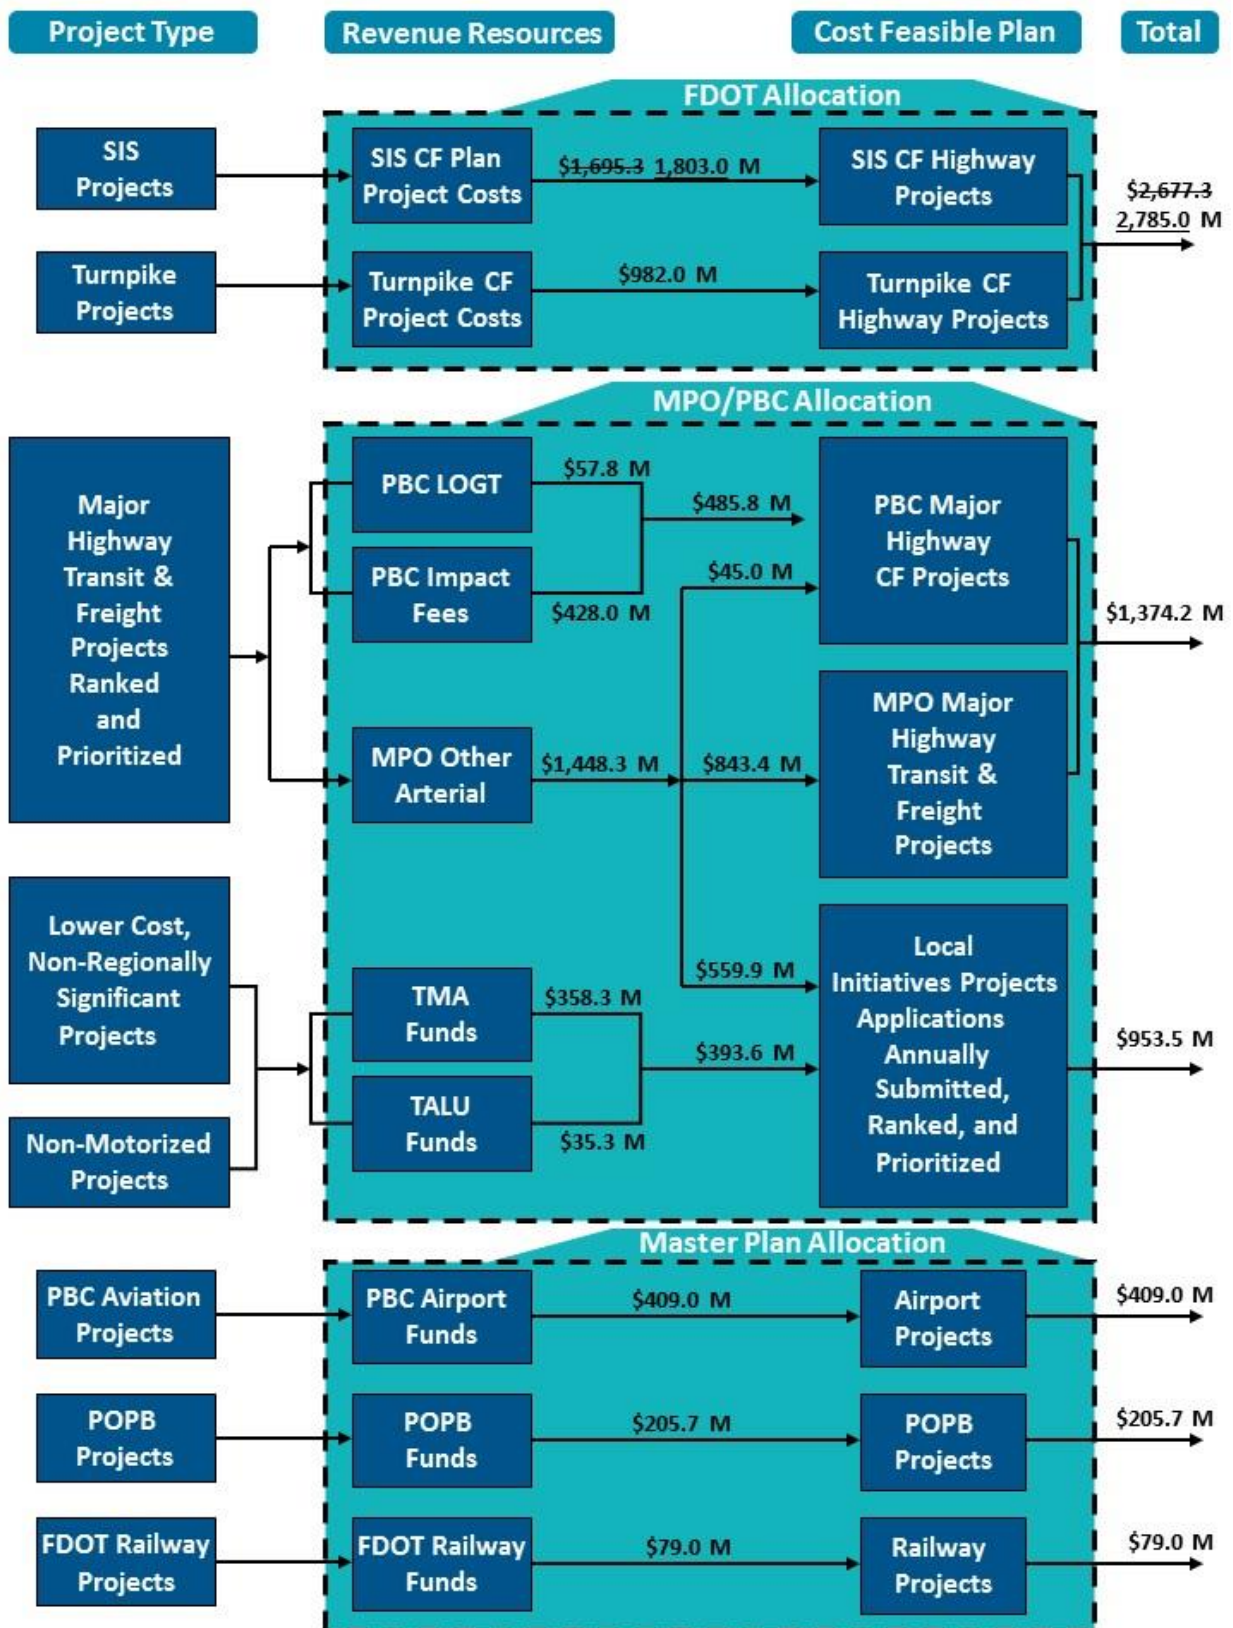 Project Type
Revenue Resources
Cost Feasible Plan
Total
FDOT Allocation
SIS
Projects
SIS CF Plan
Project Costs
$1,695.3 1,803.0 M
SIS CF Highway
Projects
$2,677.3
2,785.0 M
Turnpike
Projects
Turnpike CF
Project Costs
$982.0 M
Turnpike CF
Highway Projects
MPO/PBC Allocation
Major
Highway
Transit &
Freight
Projects
Ranked
and
Prioritized
PBC LOGT
$57.8 M
PBC Impact
Fees
$428.0 M
$485.8 M
$45.0 M
PBC Major
Highway
CF Projects
$1,374.2 M
MPO Other
Arterial
$1,448.3 M
$843.4 M
MPO Major
Highway
Transit &
Freight
Projects
Lower Cost,
Non-Regionally
Significant
Projects
Non-Motorized
Projects
TMA
Funds
$358.3 M
TALU
Funds
$35.3 M
$559.9 M
$393.6 M
Local
Initiatives Projects
Applications
Annually
Submitted,
Ranked, and
Prioritized
$953.5 M
Master Plan Allocation
PBC Aviation
Projects
PBC Airport
Funds
$409.0 M
Airport
Projects
$409.0 M
POPB
Projects
POPB
Funds
$205.7 M
POPB
Projects
$205.7 M
FDOT Railway
Projects
FDOT Railway
Funds
$79.0 M
Railway
Projects
$79.0 M